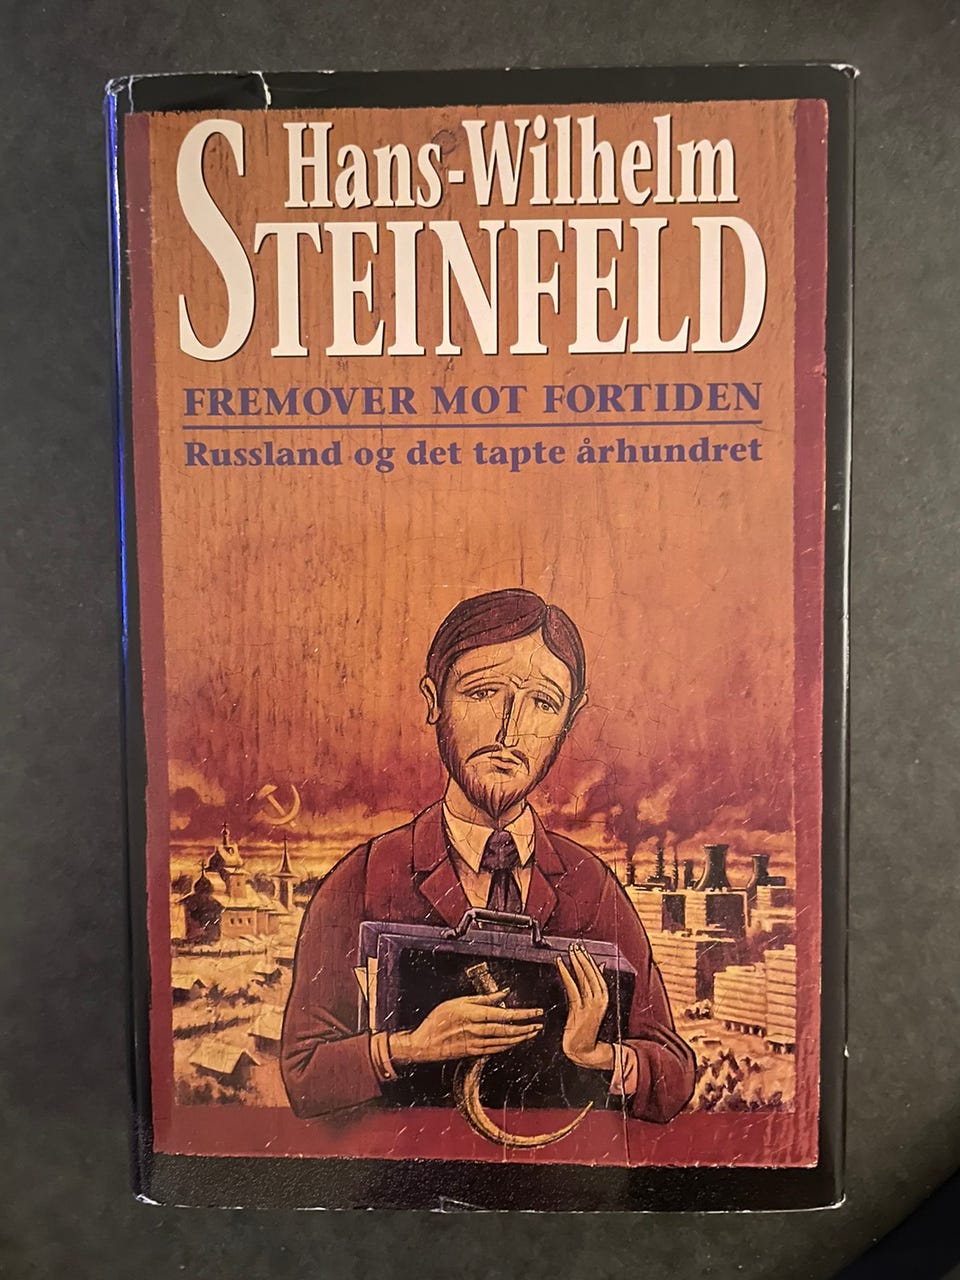 Hans-Wilhelm
STEINFELD
FREMOVER MOT FORTIDEN
Russland og det tapte århundret